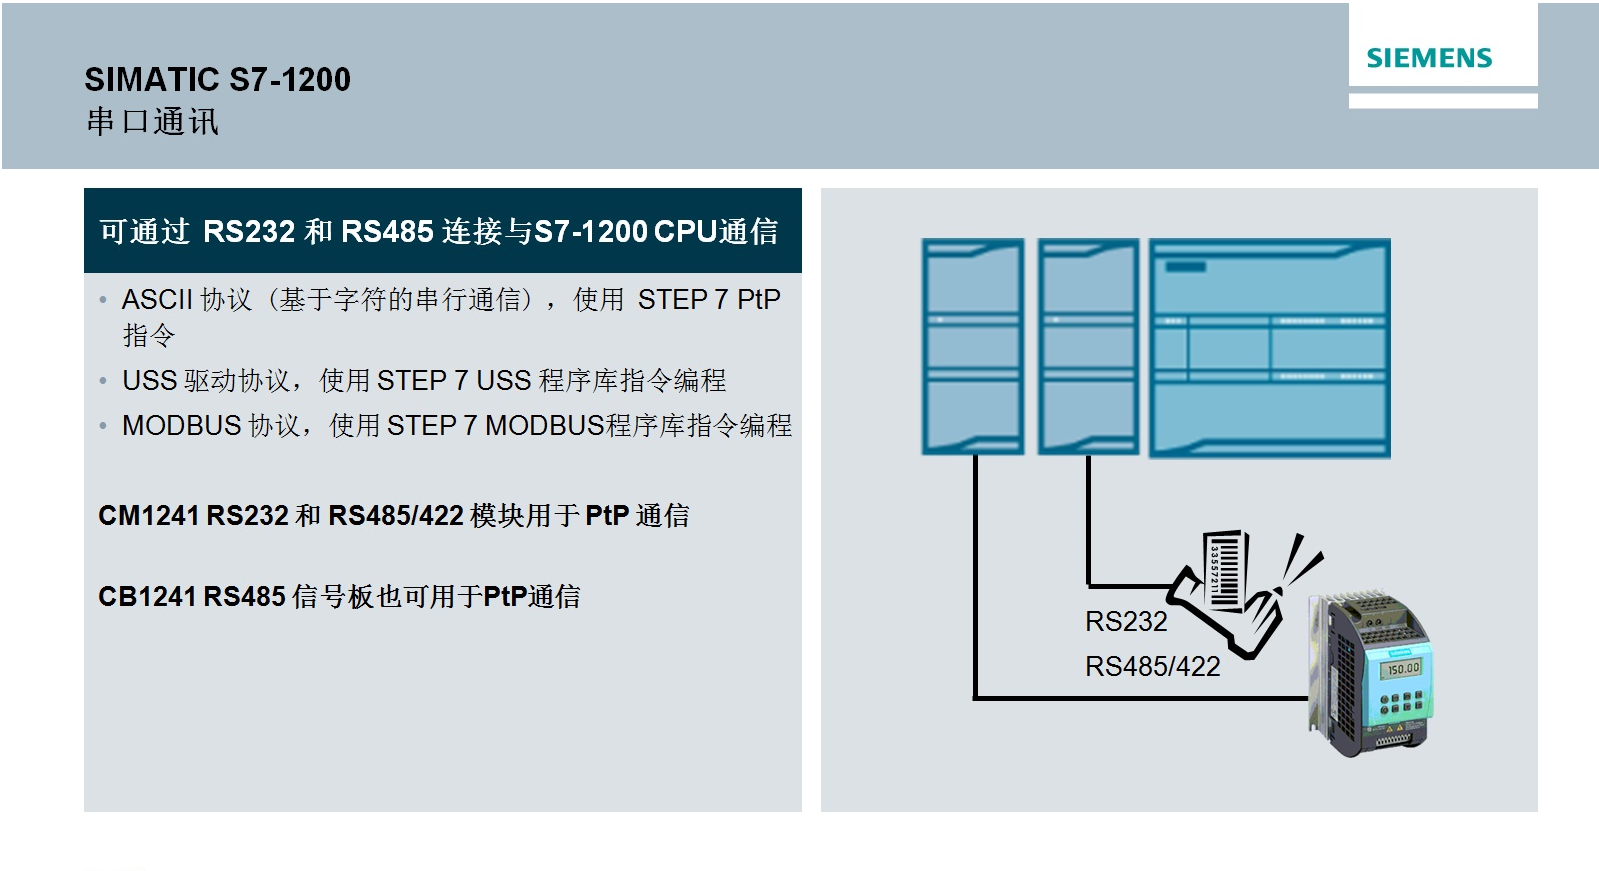 SIEMENS
SIMATIC S7-1200
串口通讯
可通过 RS232 和 RS485 连接与S7-1200 CPU通信
• ASCII 协议（基于字符的串行通信），使用 STEP 7 PtP
指令
• USS 驱动协议，使用 STEP 7 USS 程序库指令编程
• MODBUS 协议，使用 STEP 7 MODBUS程序库指令编程
CM1241 RS232 和 RS485/422 模块用于 PtP 通信
CB1241 RS485 信号板也可用于PtP通信
335572111
RS232
RS485/422
150.00